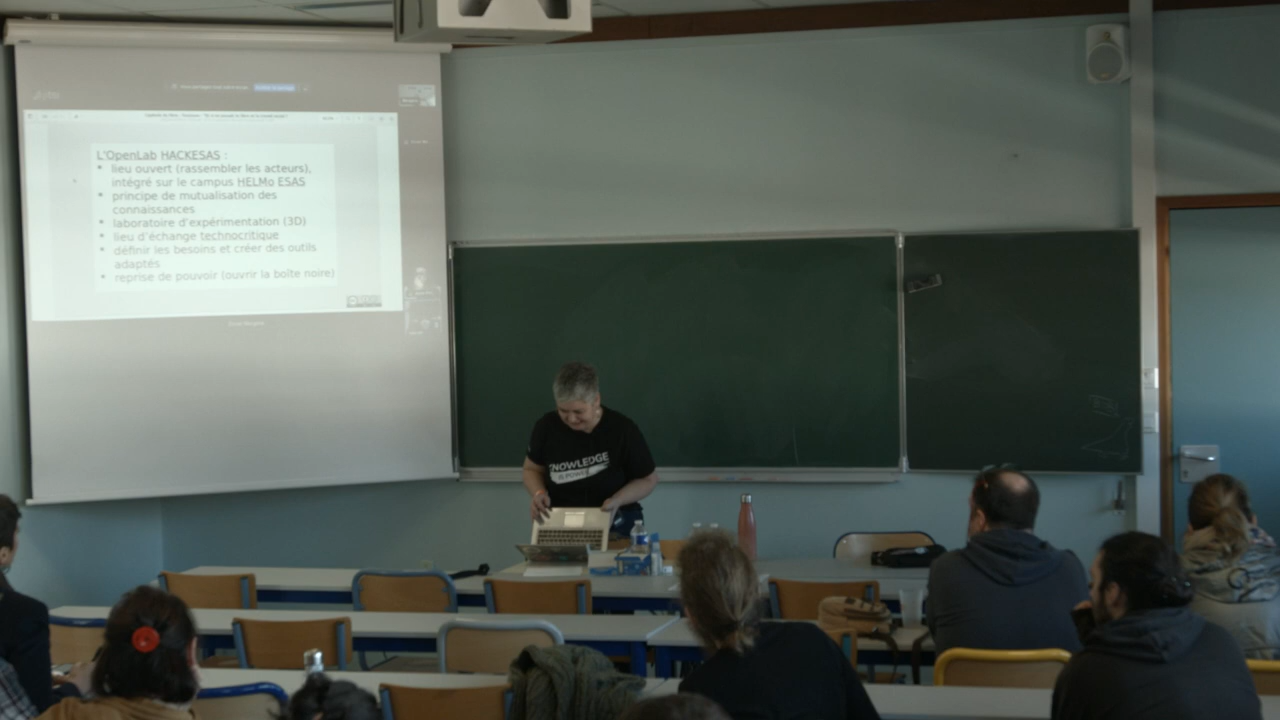 L'OpenLab HACKESAS :
• lieu ouvert (rassembler les acteurs),
intégré sur le campus HELMo ESAS
• principe de mutualisation des
connaissances
• laboratoire d'expérimentation (3D)
• lieu d'échange technocritique
• définir les besoins et créer des outils
adaptés
• reprise de pouvoir (ouvrir la boîte noire)
KNOWLEDGE
IS POWER